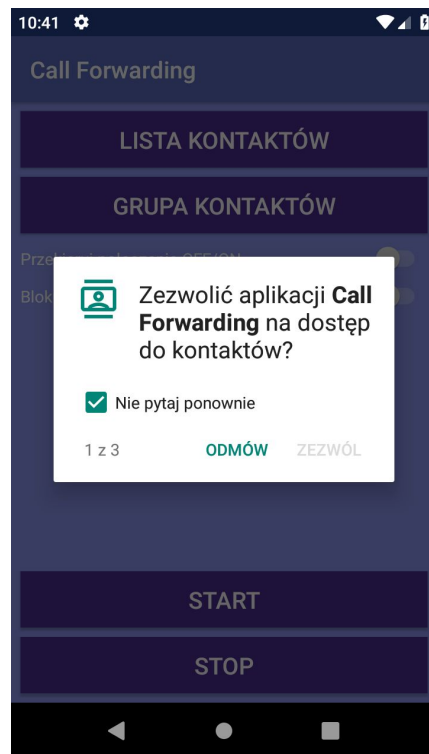 10:41
Call Forwarding
LISTA KONTAKTÓW
GRUPA KONTAKTÓW
Zezwolić aplikacji Call
Forwarding na dostęp
do kontaktów?
Nie pytaj ponownie
1 z 3 ODMÓW ZEZWÓL
START
STOP